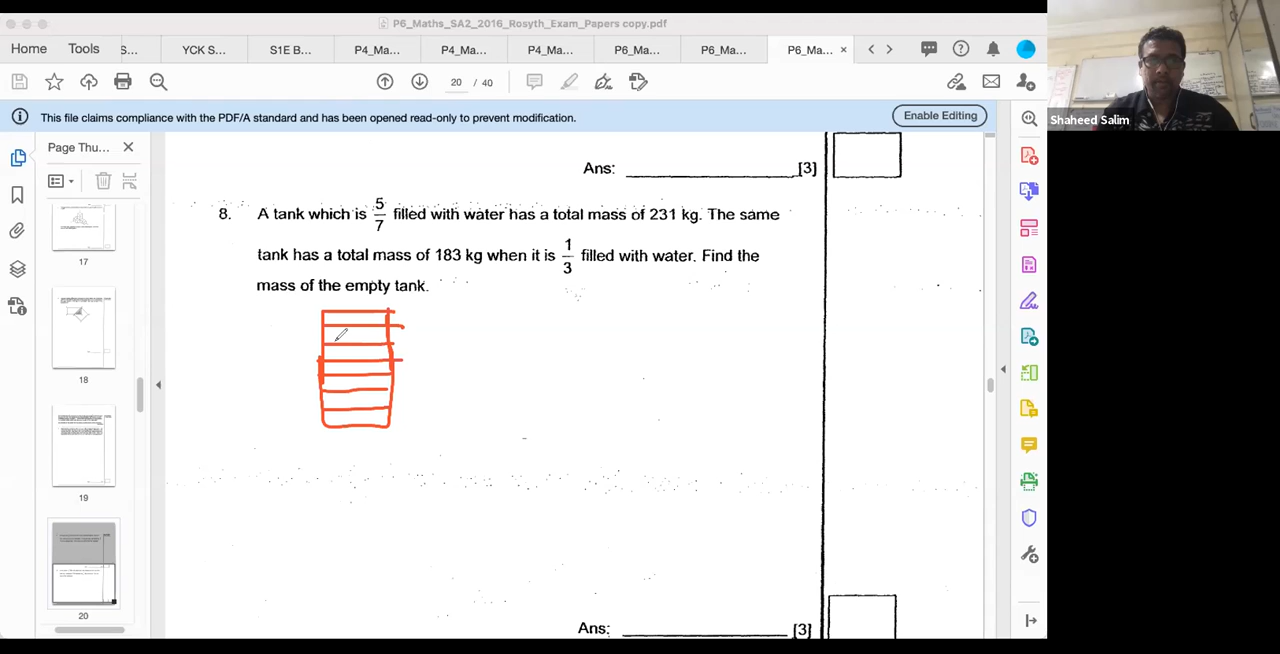 P6_Maths_SA2_2016_Rosyth_Exam_Papers copy.pdf
Home Tools S... YCK S... S1E B... P4_Ma... P4_Ma... P4_Ma... P6_Ma... P6_Ma... P6_Ma... ×
20 / 40
This file claims compliance with the PDF/A standard and has been opened read-only to prevent modification. Enable Editing
Shaheed Salim
Page Thu... ×
17
18
19
20
Ans: ____________ [3]
8. A tank which is 5/7 filled with water has a total mass of 231 kg. The same
tank has a total mass of 183 kg when it is 1/3 filled with water. Find the
mass of the empty tank.
Ans: ____________ [3]